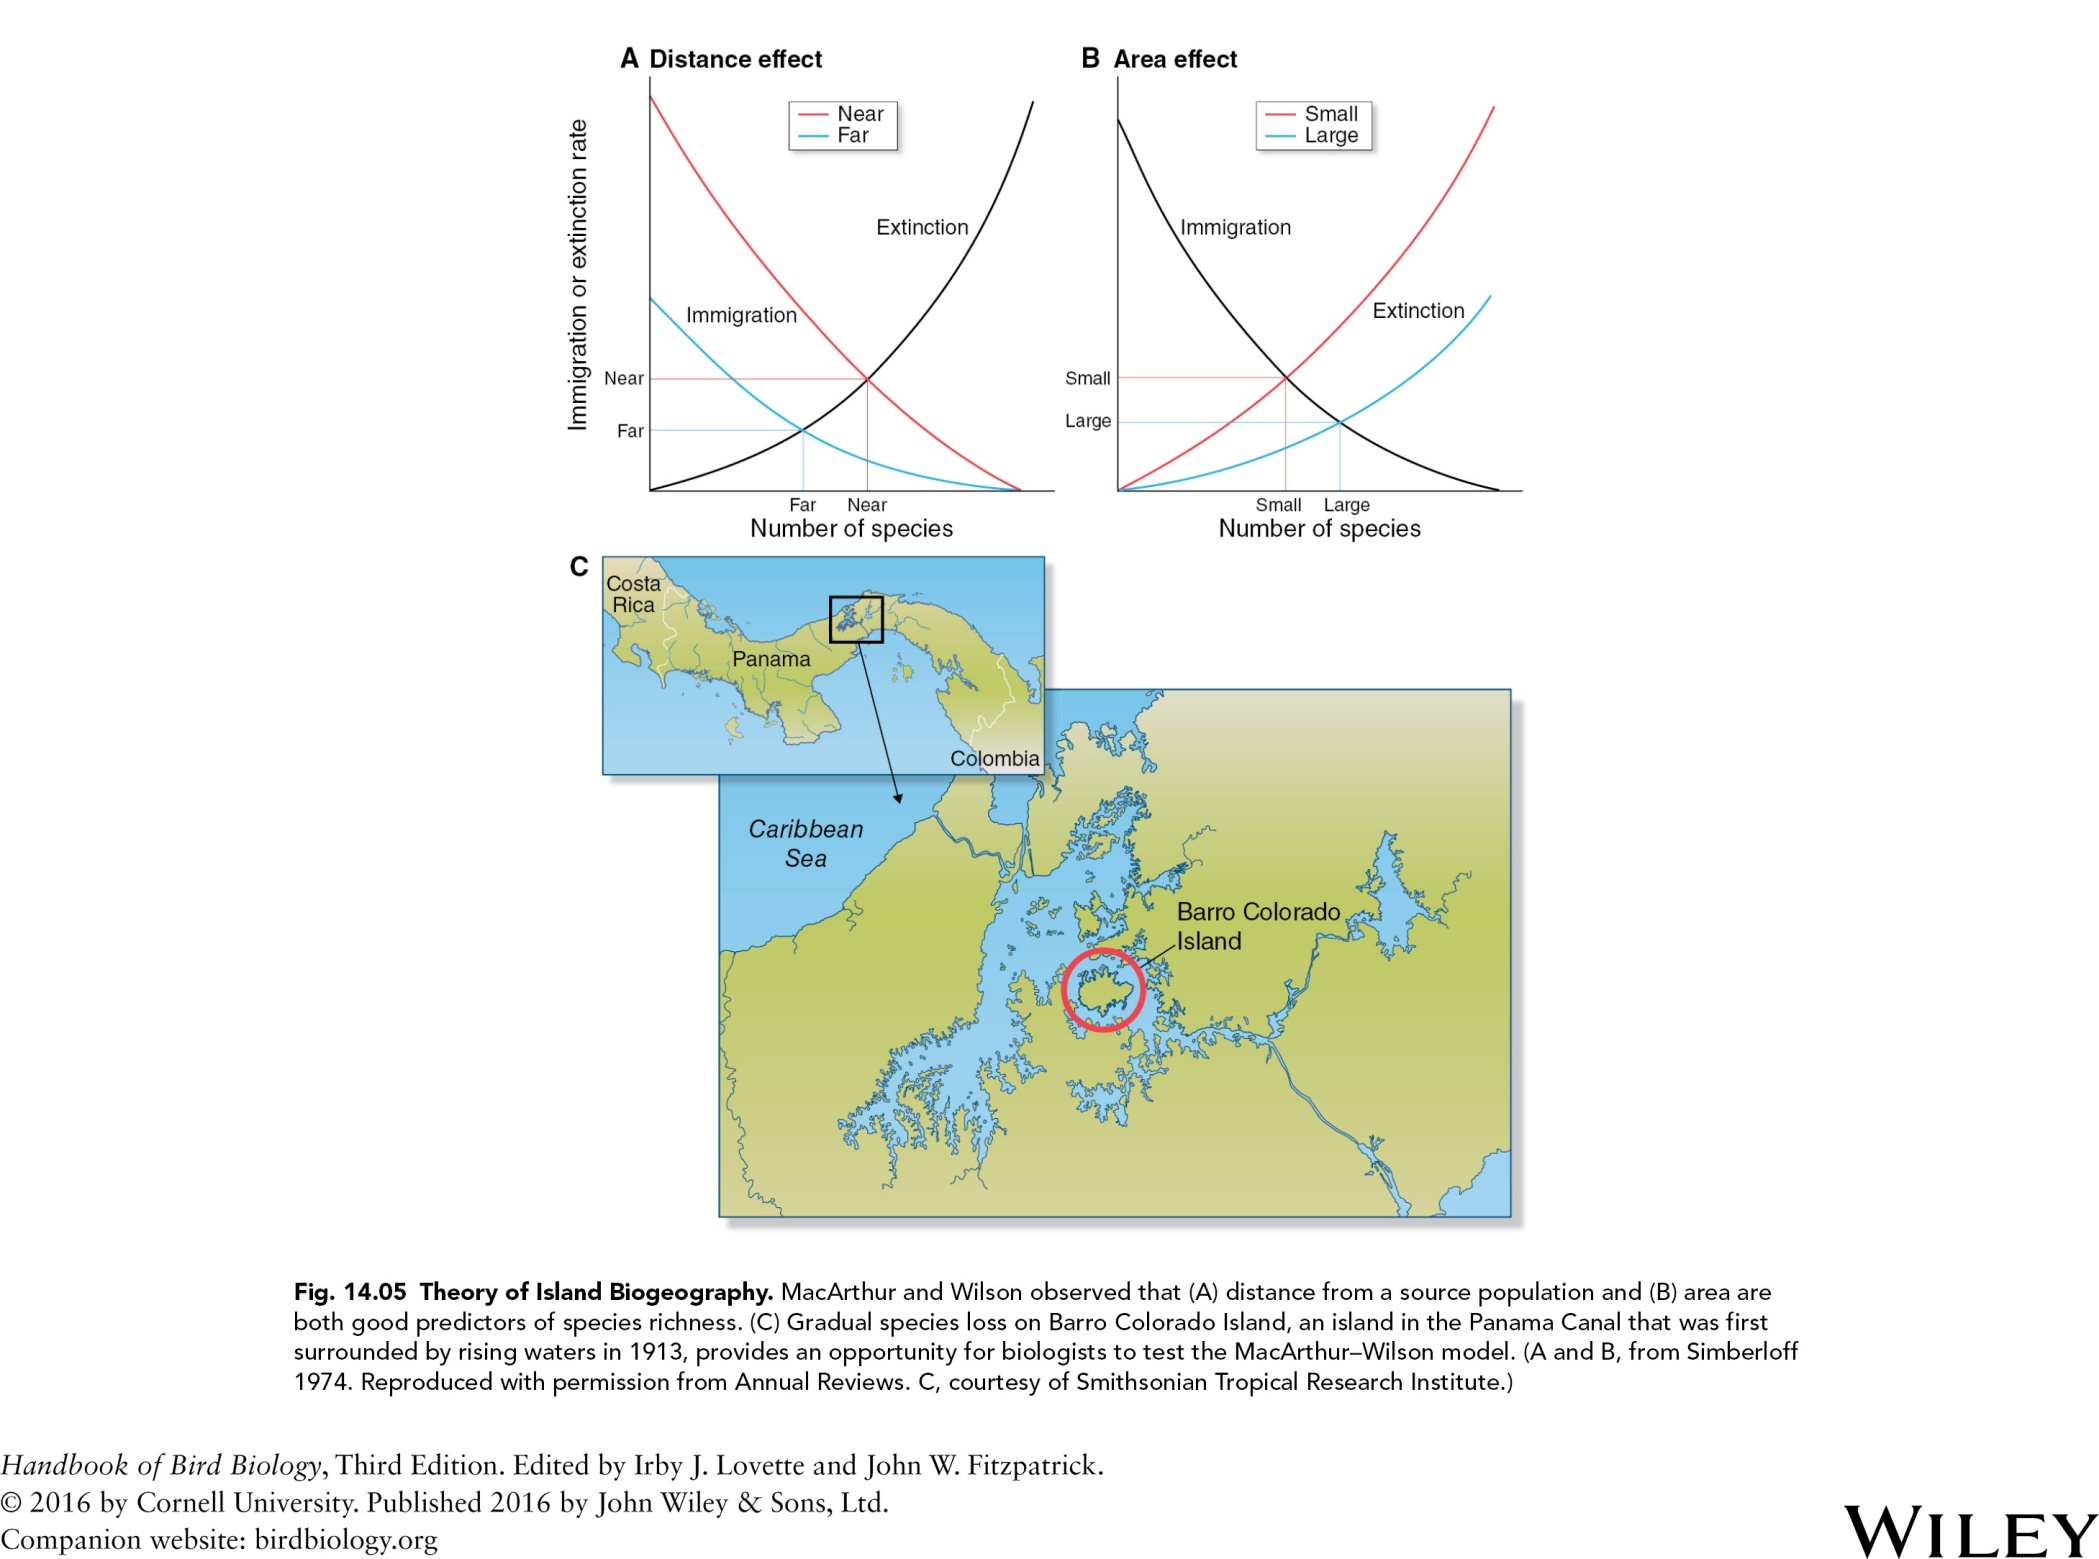 A Distance effect
Near
Far
Immigration or extinction rate
Extinction
Immigration
Near
Far
Far Near
Number of species
B Area effect
Small
Large
Immigration
Extinction
Small
Large
Small Large
Number of species
C
Costa
Rica
Panama
Colombia
Caribbean
Sea
Barro Colorado
Island
Fig. 14.05 Theory of Island Biogeography. MacArthur and Wilson observed that (A) distance from a source population and (B) area are
both good predictors of species richness. (C) Gradual species loss on Barro Colorado Island, an island in the Panama Canal that was first
surrounded by rising waters in 1913, provides an opportunity for biologists to test the MacArthur–Wilson model. (A and B, from Simberloff
1974. Reproduced with permission from Annual Reviews. C, courtesy of Smithsonian Tropical Research Institute.)
Handbook of Bird Biology, Third Edition. Edited by Irby J. Lovette and John W. Fitzpatrick.
© 2016 by Cornell University. Published 2016 by John Wiley & Sons, Ltd.
Companion website: birdbiology.org
WILEY